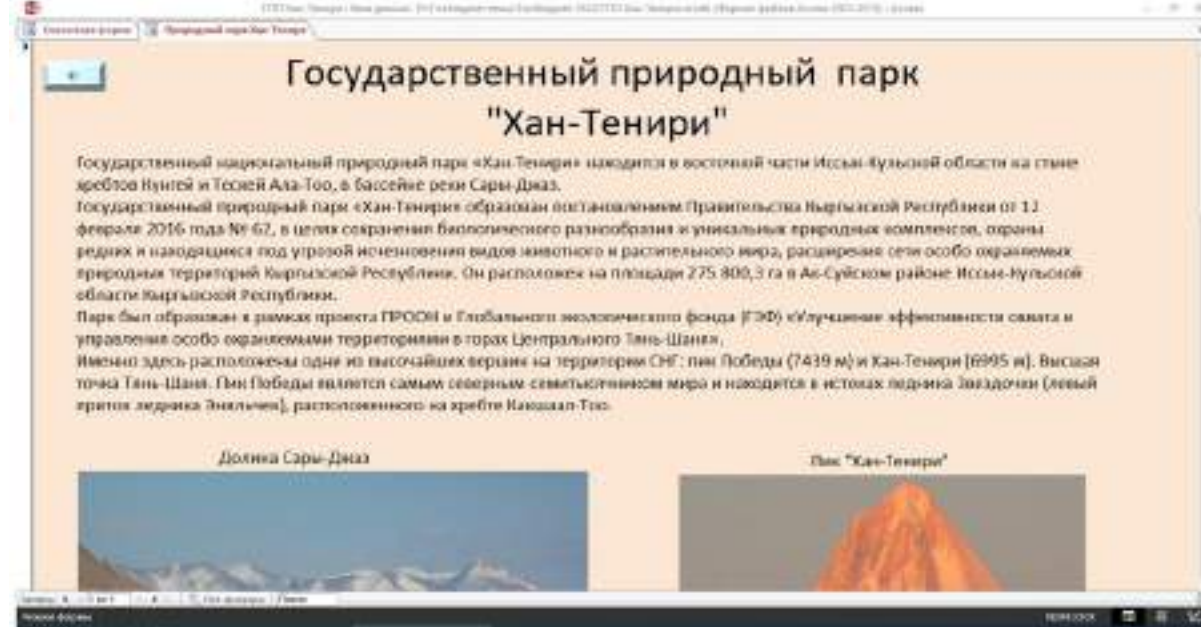 Природный парк Хан-Тенири
Государственный природный парк
"Хан-Тенири"
Государственный национальный природный парк «Хан-Тенири» находится в восточной части Иссык-Кульской области на стыке
хребтов Кунгей и Тескей Ала-Тоо, в бассейне реки Сары-Джаз.
Государственный природный парк «Хан-Тенири» образован постановлением Правительства Кыргызской Республики от 12
февраля 2016 года № 62, в целях сохранения биологического разнообразия и уникальных природных комплексов, охраны
редких и находящихся под угрозой исчезновения видов животного и растительного мира, расширения сети особо охраняемых
природных территорий Кыргызской Республики. Он расположен на площади 275 800,3 га в Ак-Суйском районе Иссык-Кульской
области Кыргызской Республики.
Парк был образован в рамках проекта ПРООН и Глобального экологического фонда (ГЭФ) «Улучшение эффективности охвата и
управления особо охраняемыми территориями в горах Центрального Тянь-Шаня».
Именно здесь расположены одни из высочайших вершин на территории СНГ: пик Победы (7439 м) и Хан-Тенири (6995 м). Высшая
точка Тянь-Шаня. Пик Победы является самым северным семитысячником мира и находится в истоках ледника Звездочки (левый
приток ледника Энильчек), расположенного на хребте Какшаал-Тоо.
Долина Сары-Джаз
Пик "Хан-Тенири"
Поиск
Режим формы